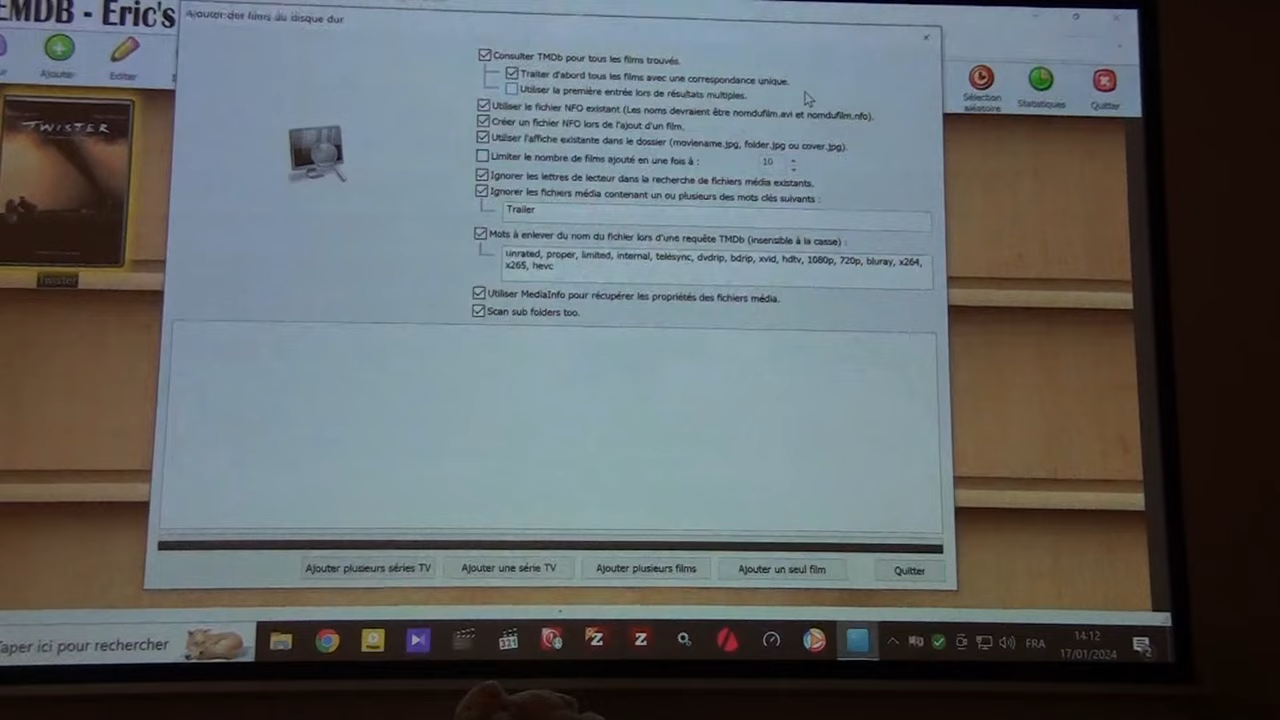 EMDB - Eric's
Ajouter des films du disque dur
Ajouter
Editer
Sélection
aléatoire
Statistiques
Quitter
TWISTER
Twister
Consulter TMDb pour tous les films trouvés.
Traiter d'abord tous les films avec une correspondance unique.
Utiliser la première entrée lors de résultats multiples.
Utiliser le fichier NFO existant (Les noms devraient être nomdufilm.avi et nomdufilm.nfo).
Créer un fichier NFO lors de l'ajout d'un film.
Utiliser l'affiche existante dans le dossier (moviename.jpg, folder.jpg ou cover.jpg).
Limiter le nombre de films ajouté en une fois à : 10
Ignorer les lettres de lecteur dans la recherche de fichiers média existants.
Ignorer les fichiers média contenant un ou plusieurs des mots clés suivants :
Trailer
Mots à enlever du nom du fichier lors d'une requête TMDb (insensible à la casse) :
unrated, proper, limited, internal, telesync, dvdrip, bdrip, xvid, hdtv, 1080p, 720p, bluray, x264,
x265, hevc
Utiliser MediaInfo pour récupérer les propriétés des fichiers média.
Scan sub folders too.
Ajouter plusieurs séries TV
Ajouter une série TV
Ajouter plusieurs films
Ajouter un seul film
Quitter
Taper ici pour rechercher
321
Z
Z
FRA
14:12
17/01/2024
2